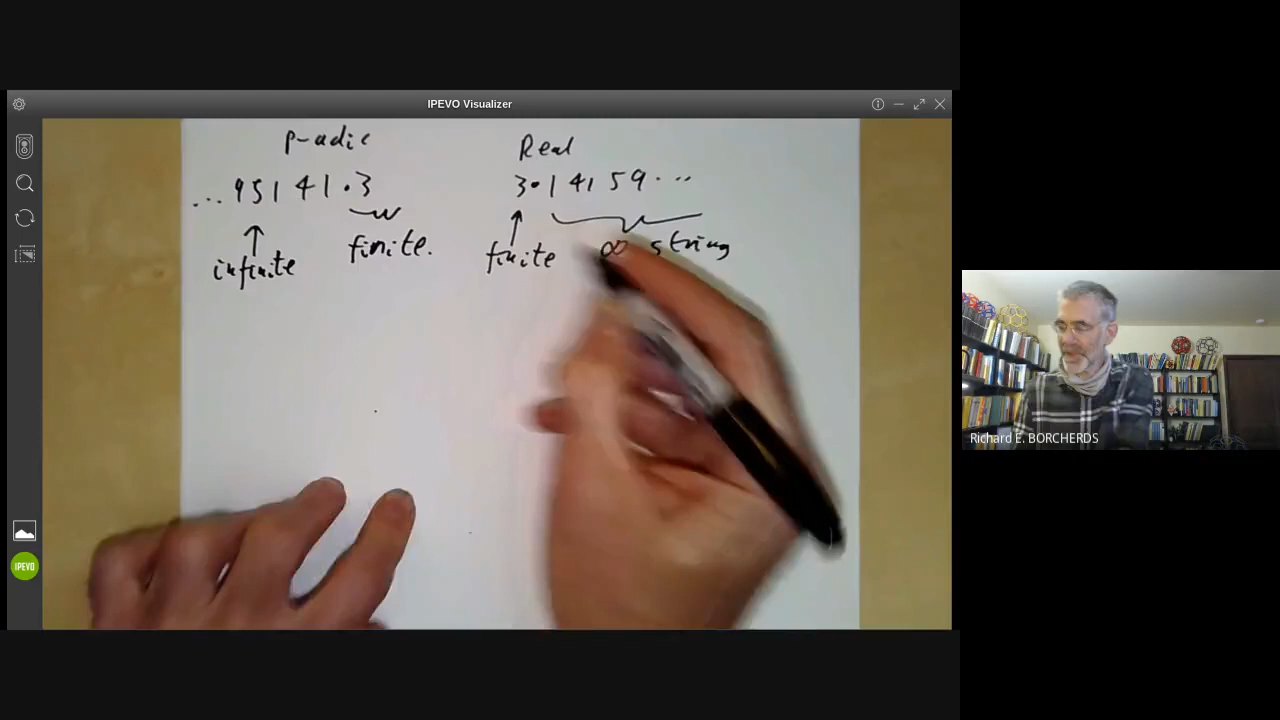 IPEVO Visualizer
p-adic Real
...95141.3 3.14159...
infinite finite. finite ∞ string
IPEVO
Richard E. BORCHERDS